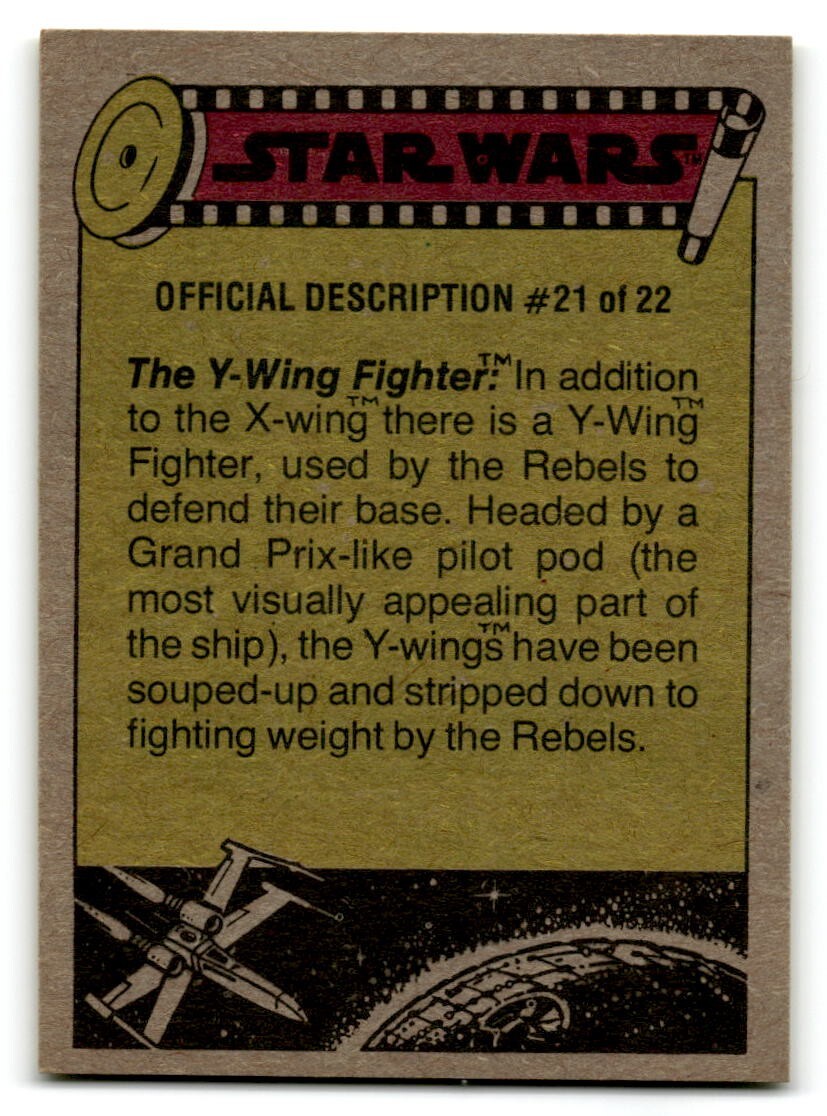 STAR WARS™
OFFICIAL DESCRIPTION #21 of 22
The Y-Wing Fighter:™ In addition
to the X-wing™ there is a Y-Wing™
Fighter, used by the Rebels to
defend their base. Headed by a
Grand Prix-like pilot pod (the
most visually appealing part of
the ship), the Y-wings™ have been
souped-up and stripped down to
fighting weight by the Rebels.